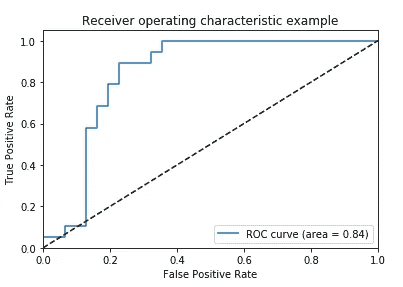 Receiver operating characteristic example
1.0
0.8
0.6
0.4
0.2
0.0
True Positive Rate
ROC curve (area = 0.84)
0.0 0.2 0.4 0.6 0.8 1.0
False Positive Rate